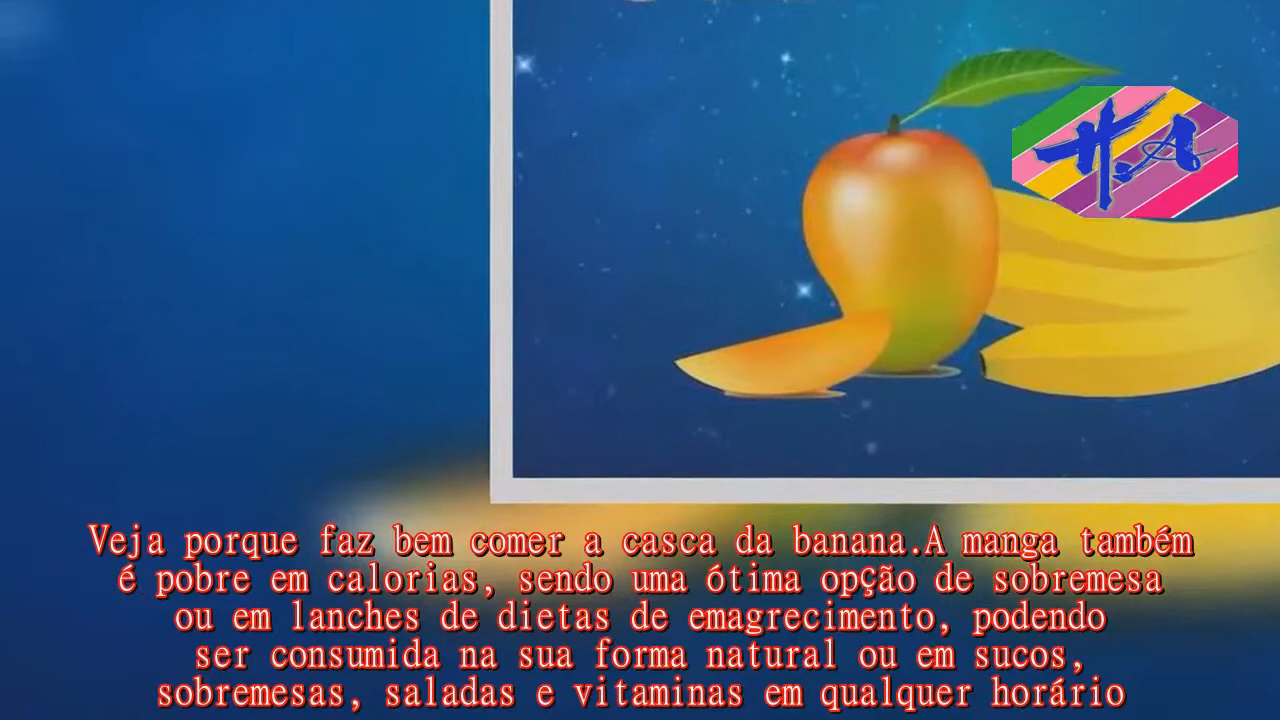 H.A
Veja porque faz bem comer a casca da banana.A manga também
é pobre em calorias, sendo uma ótima opção de sobremesa
ou em lanches de dietas de emagrecimento, podendo
ser consumida na sua forma natural ou em sucos,
sobremesas, saladas e vitaminas em qualquer horário